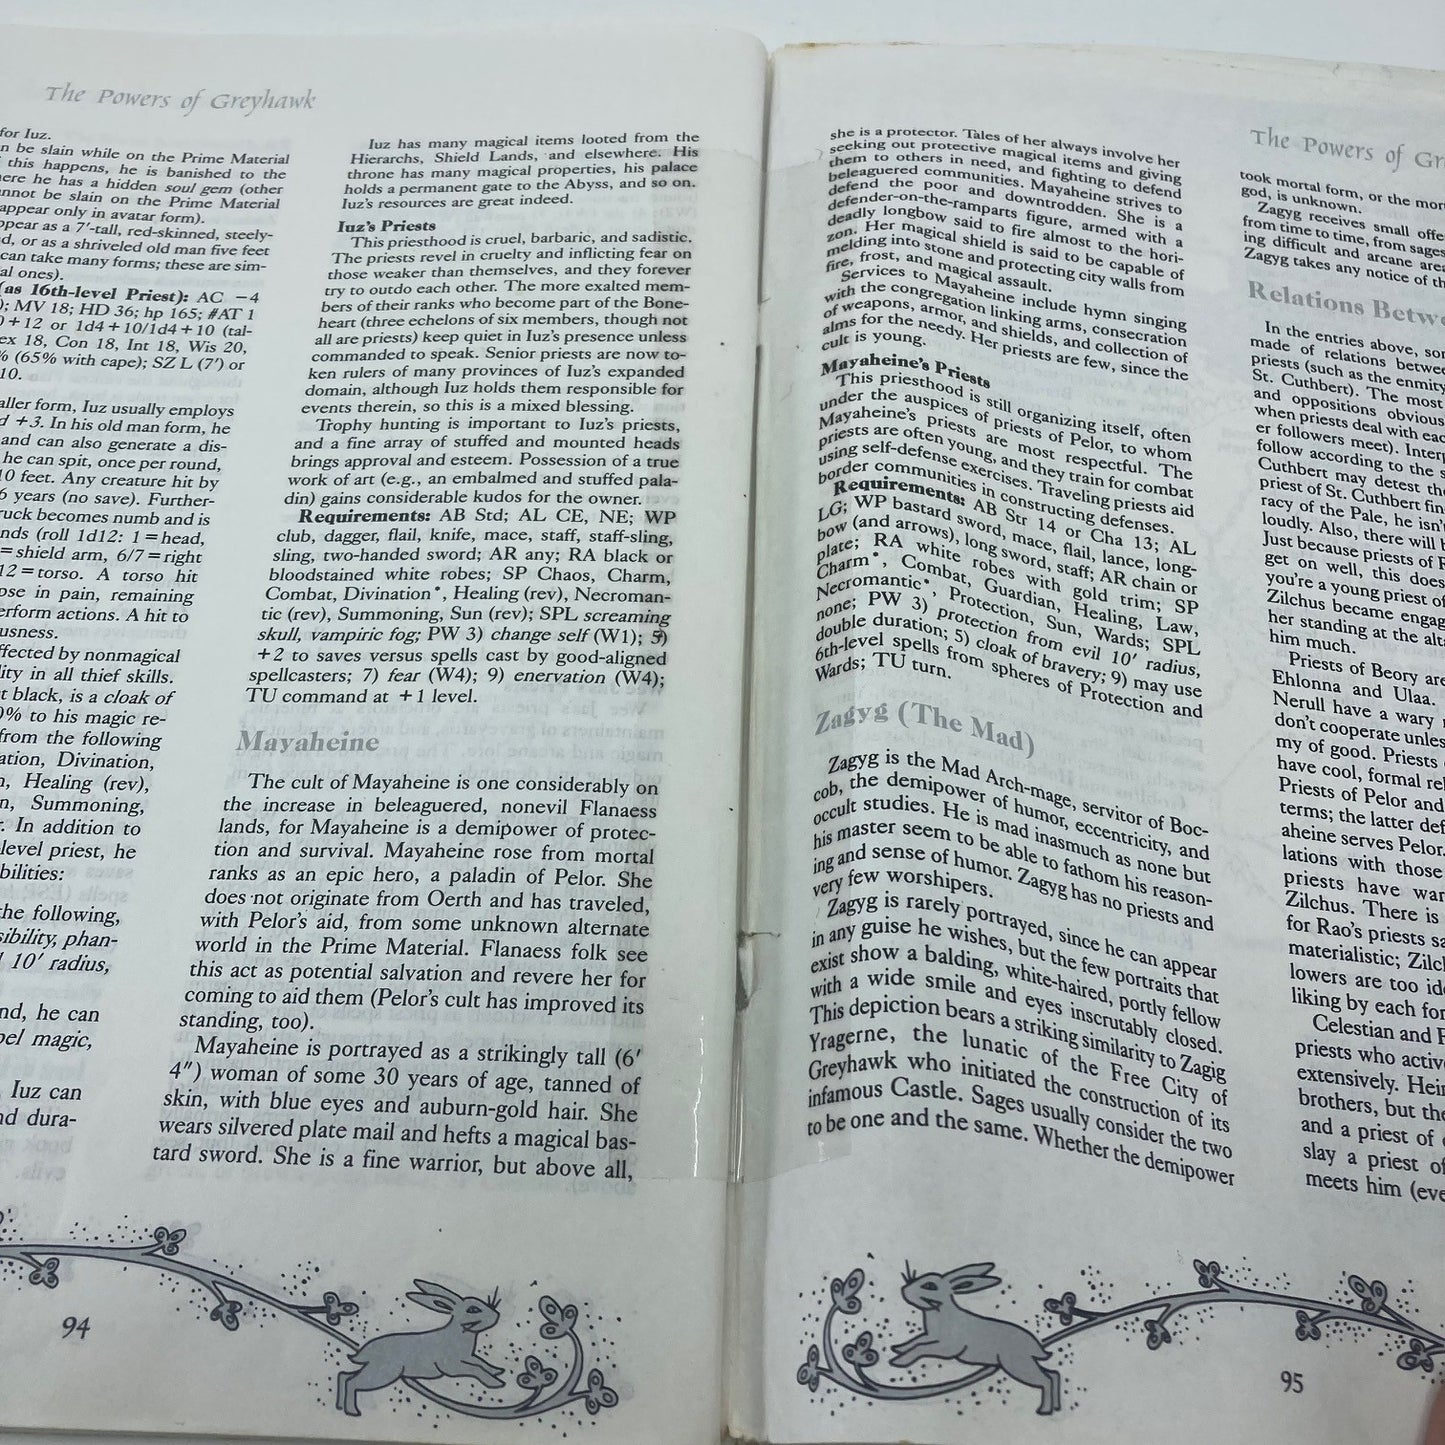 The Powers of Greyhawk
for Iuz.
n be slain while on the Prime Material
this happens, he is banished to the
here he has a hidden soul gem (other
annot be slain on the Prime Material
appear only in avatar form).
ppear as a 7'-tall, red-skinned, steely-
d, or as a shriveled old man five feet
can take many forms; these are sim-
al ones).
(as 16th-level Priest): AC −4
); MV 18; HD 36; hp 165; #AT 1
0+12 or 1d4+10/1d4+10 (tal-
ex 18, Con 18, Int 18, Wis 20,
% (65% with cape); SZ L (7') or
10.
aller form, Iuz usually employs
d +3. In his old man form, he
and can also generate a dis-
he can spit, once per round,
10 feet. Any creature hit by
6 years (no save). Further-
ruck becomes numb and is
nds (roll 1d12: 1=head,
=shield arm, 6/7=right
12=torso. A torso hit
pse in pain, remaining
erform actions. A hit to
usness.
ffected by nonmagical
lity in all thief skills.
t black, is a cloak of
0% to his magic re-
from the following
ation, Divination,
n, Healing (rev),
n, Summoning,
r. In addition to
level priest, he
bilities:
he following,
sibility, phan-
l 10' radius,
nd, he can
pel magic,
, Iuz can
nd dura-
Iuz has many magical items looted from the
Hierarchs, Shield Lands, and elsewhere. His
throne has many magical properties, his palace
holds a permanent gate to the Abyss, and so on.
Iuz's resources are great indeed.
Iuz's Priests
This priesthood is cruel, barbaric, and sadistic.
The priests revel in cruelty and inflicting fear on
those weaker than themselves, and they forever
try to outdo each other. The more exalted mem-
bers of their ranks who become part of the Bone-
heart (three echelons of six members, though not
all are priests) keep quiet in Iuz's presence unless
commanded to speak. Senior priests are now to-
ken rulers of many provinces of Iuz's expanded
domain, although Iuz holds them responsible for
events therein, so this is a mixed blessing.
Trophy hunting is important to Iuz's priests,
and a fine array of stuffed and mounted heads
brings approval and esteem. Possession of a true
work of art (e.g., an embalmed and stuffed pala-
din) gains considerable kudos for the owner.
Requirements: AB Std; AL CE, NE; WP
club, dagger, flail, knife, mace, staff, staff-sling,
sling, two-handed sword; AR any; RA black or
bloodstained white robes; SP Chaos, Charm,
Combat, Divination*, Healing (rev), Necroman-
tic (rev), Summoning, Sun (rev); SPL screaming
skull, vampiric fog; PW 3) change self (W1); 5)
+2 to saves versus spells cast by good-aligned
spellcasters; 7) fear (W4); 9) enervation (W4);
TU command at +1 level.
Mayaheine
The cult of Mayaheine is one considerably on
the increase in beleaguered, nonevil Flanaess
lands, for Mayaheine is a demipower of protec-
tion and survival. Mayaheine rose from mortal
ranks as an epic hero, a paladin of Pelor. She
does not originate from Oerth and has traveled,
with Pelor's aid, from some unknown alternate
world in the Prime Material. Flanaess folk see
this act as potential salvation and revere her for
coming to aid them (Pelor's cult has improved its
standing, too).
Mayaheine is portrayed as a strikingly tall (6'
4") woman of some 30 years of age, tanned of
skin, with blue eyes and auburn-gold hair. She
wears silvered plate mail and hefts a magical bas-
tard sword. She is a fine warrior, but above all,
94
The Powers of Gr
she is a protector. Tales of her always involve her
seeking out protective magical items and giving
them to others in need, and fighting to defend
beleaguered communities. Mayaheine strives to
defend the poor and downtrodden. She is a
defender-on-the-ramparts figure, armed with a
deadly longbow said to fire almost to the hori-
zon. Her magical shield is said to be capable of
melding into stone and protecting city walls from
fire, frost, and magical assault.
Services to Mayaheine include hymn singing
with the congregation linking arms, consecration
of weapons, armor, and shields, and collection of
alms for the needy. Her priests are few, since the
cult is young.
Mayaheine's Priests
This priesthood is still organizing itself, often
under the auspices of priests of Pelor, to whom
Mayaheine's priests are most respectful. The
priests are often young, and they train for combat
using self-defense exercises. Traveling priests aid
border communities in constructing defenses.
Requirements: AB Str 14 or Cha 13; AL
LG; WP bastard sword, mace, flail, lance, long-
bow (and arrows), long sword, staff; AR chain or
plate; RA white robes with gold trim; SP
Charm*, Combat, Guardian, Healing, Law,
Necromantic*, Protection, Sun, Wards; SPL
none; PW 3) protection from evil 10' radius,
double duration; 5) cloak of bravery; 9) may use
6th-level spells from spheres of Protection and
Wards; TU turn.
Zagyg (The Mad)
Zagyg is the Mad Arch-mage, servitor of Boc-
cob, the demipower of humor, eccentricity, and
occult studies. He is mad inasmuch as none but
his master seem to be able to fathom his reason-
ing and sense of humor. Zagyg has no priests and
very few worshipers.
Zagyg is rarely portrayed, since he can appear
in any guise he wishes, but the few portraits that
exist show a balding, white-haired, portly fellow
with a wide smile and eyes inscrutably closed.
This depiction bears a striking similarity to Zagig
Yragerne, the lunatic of the Free City of
Greyhawk who initiated the construction of its
infamous Castle. Sages usually consider the two
to be one and the same. Whether the demipower
took mortal form, or the mor
god, is unknown.
Zagyg receives small offe
from time to time, from sages
ing difficult and arcane area
Zagyg takes any notice of th
Relations Betwe
In the entries above, so
made of relations betwe
priests (such as the enmity
St. Cuthbert). The most
and oppositions obvious
when priests deal with eac
er followers meet). Interp
follow according to the s
Cuthbert may detest the
priest of St. Cuthbert fin
racy of the Pale, he isn't
loudly. Also, there will b
Just because priests of R
get on well, this does
you're a young priest of
Zilchus became engag
her standing at the alta
him much.
Priests of Beory are
Ehlonna and Ulaa.
Nerull have a wary
don't cooperate unles
my of good. Priests
have cool, formal rel
Priests of Pelor and
terms; the latter def
aheine serves Pelor.
lations with those
priests have war
Zilchus. There is
for Rao's priests sa
materialistic; Zilc
lowers are too ide
liking by each for
Celestian and F
priests who activ
extensively. Heir
brothers, but the
and a priest of
slay a priest of
meets him (eve
95